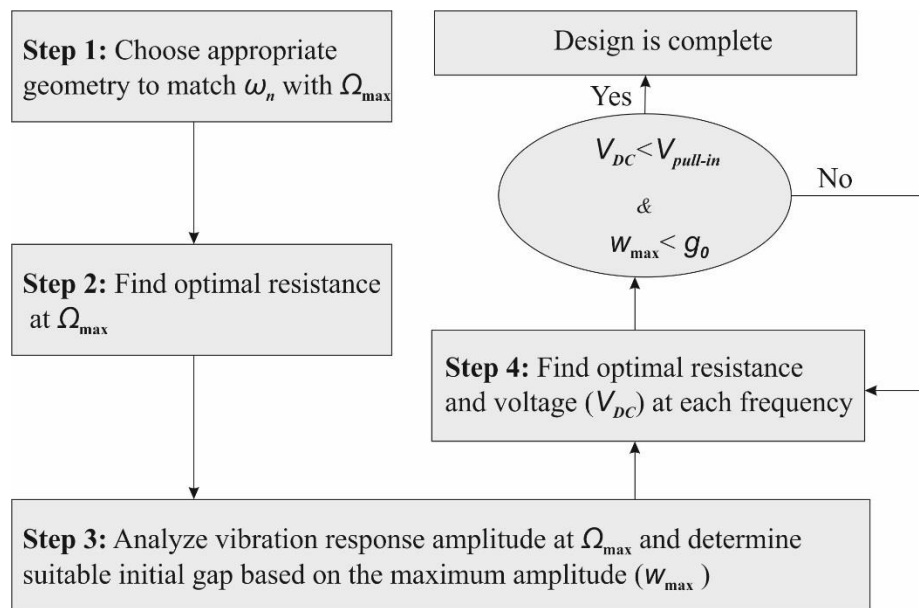 Step 1: Choose appropriate
geometry to match ωn with Ωmax
Step 2: Find optimal resistance
at Ωmax
Step 3: Analyze vibration response amplitude at Ωmax and determine
suitable initial gap based on the maximum amplitude (wmax )
Step 4: Find optimal resistance
and voltage (VDC) at each frequency
VDC<Vpull-in
&
wmax< g0
No
Yes
Design is complete